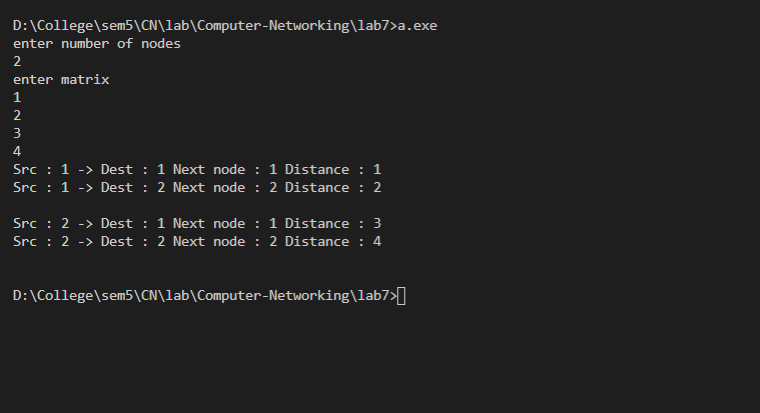 D:\College\sem5\CN\lab\Computer-Networking\lab7>a.exe
enter number of nodes
2
enter matrix
1
2
3
4
Src : 1 -> Dest : 1 Next node : 1 Distance : 1
Src : 1 -> Dest : 2 Next node : 2 Distance : 2
Src : 2 -> Dest : 1 Next node : 1 Distance : 3
Src : 2 -> Dest : 2 Next node : 2 Distance : 4
D:\College\sem5\CN\lab\Computer-Networking\lab7>